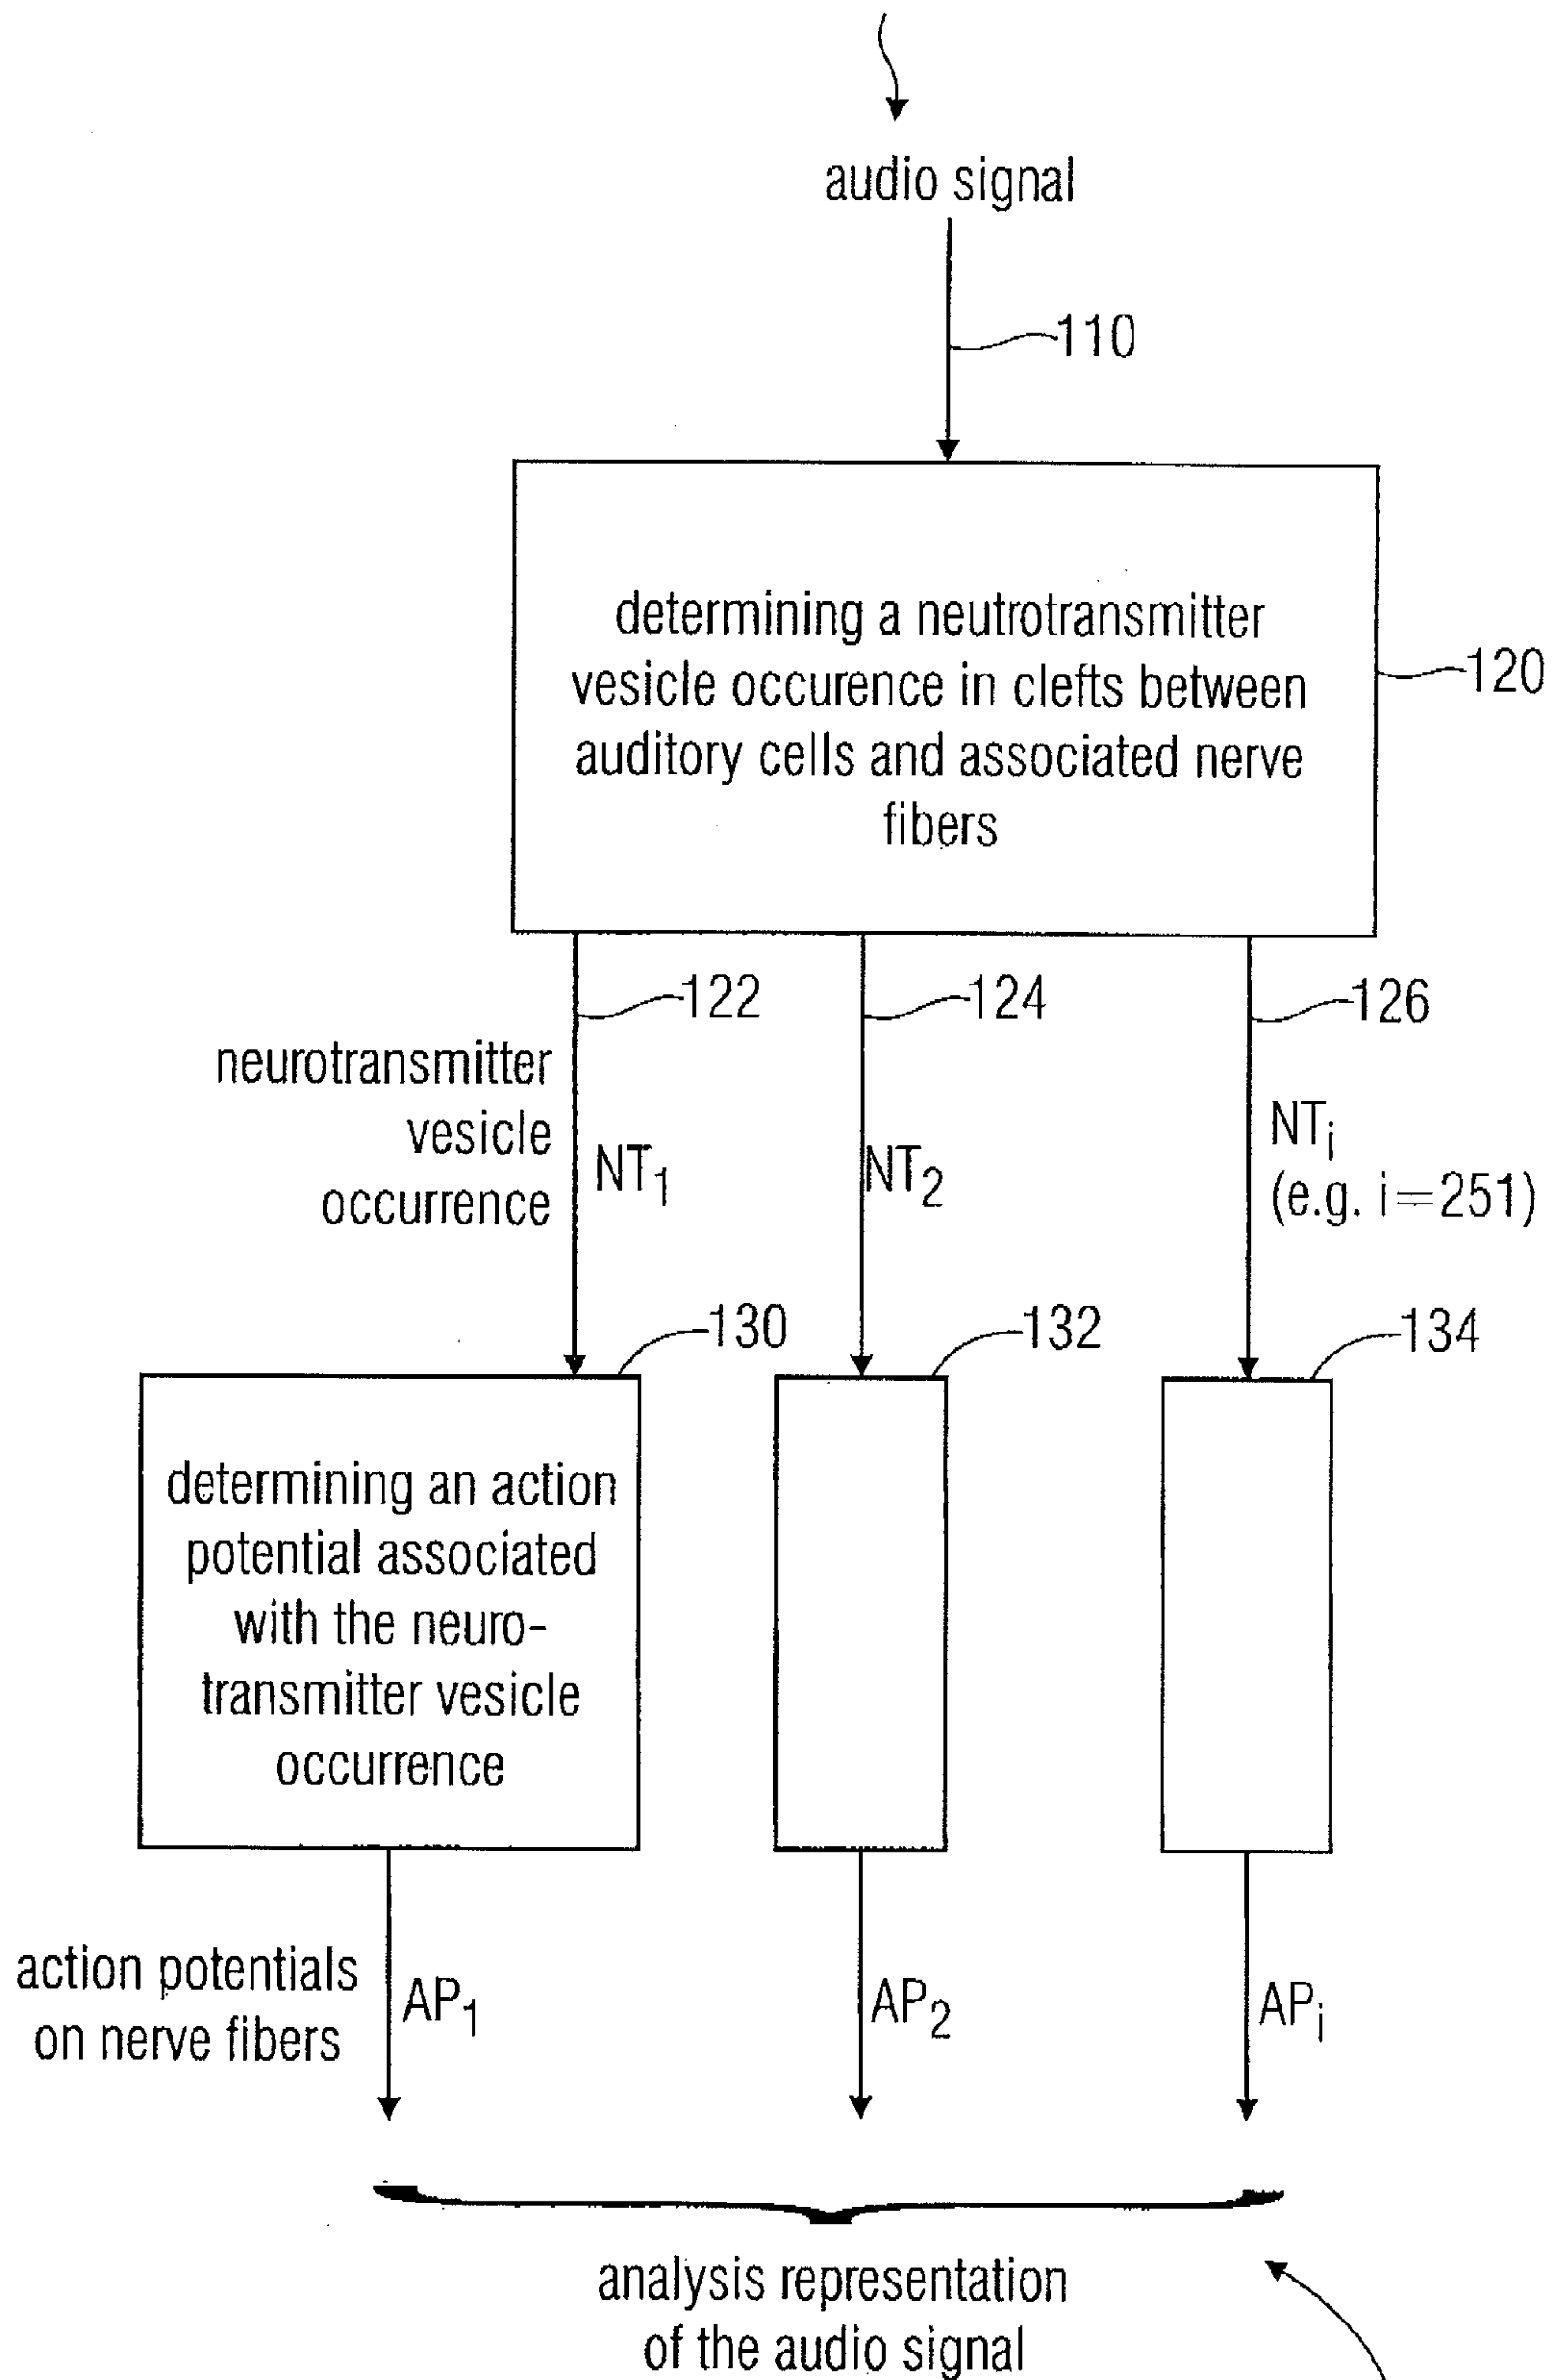 audio signal
110
determining a neutrotransmitter
vesicle occurence in clefts between
auditory cells and associated nerve
fibers
120
122
124
126
neurotransmitter
vesicle
occurrence
NT1
NT2
NTi
(e.g. i=251)
130
132
134
determining an action
potential associated
with the neuro-
transmitter vesicle
occurrence
action potentials
on nerve fibers
AP1
AP2
APi
analysis representation
of the audio signal